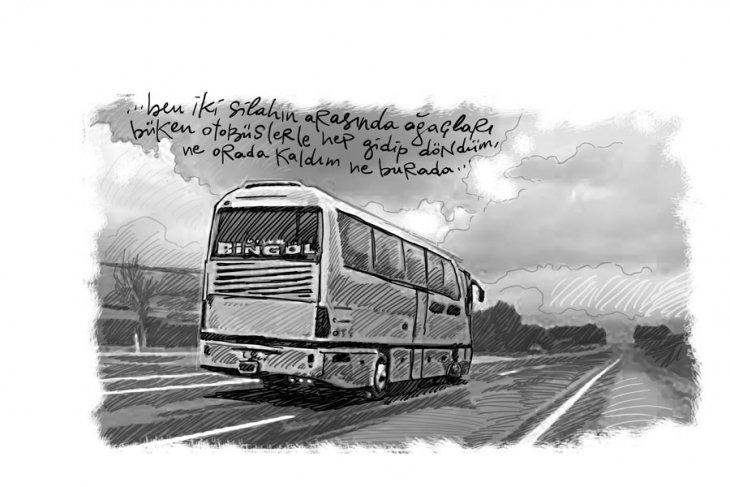 ...ben iki silahın arasında ağaçları
büken otobüslerle hep gidip döndüm,
ne orada kaldım ne burada...
BİNGÖL